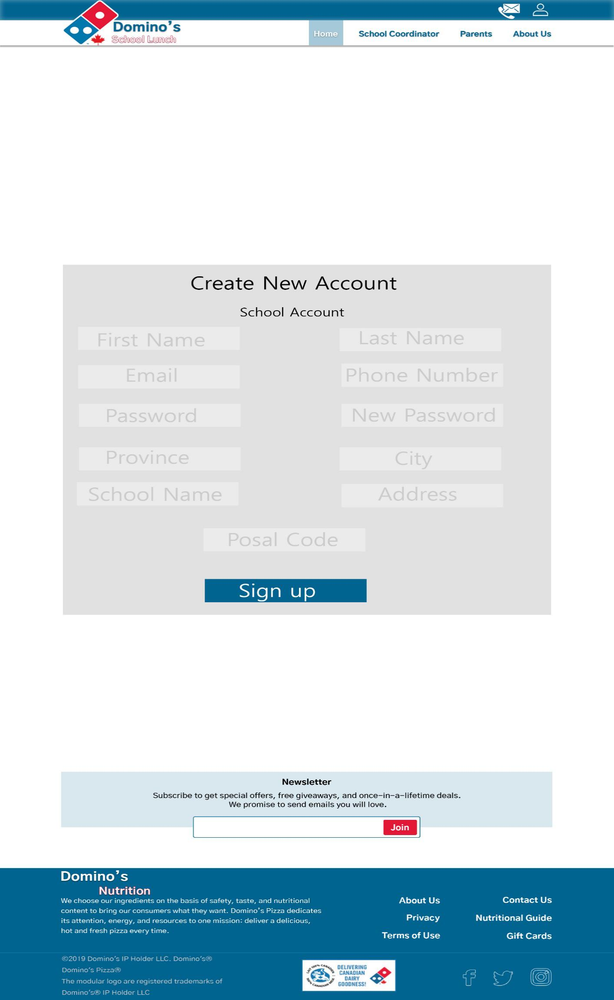 Domino's
School Lunch
Home School Coordinator Parents About Us
Create New Account
School Account
First Name Last Name
Email Phone Number
Password New Password
Province City
School Name Address
Posal Code
Sign up
Newsletter
Subscribe to get special offers, free giveaways, and once-in-a-lifetime deals.
We promise to send emails you will love.
Join
Domino's
Nutrition
We choose our ingredients on the basis of safety, taste, and nutritional
content to bring our consumers what they want. Domino's Pizza dedicates
its attention, energy, and resources to one mission: deliver a delicious,
hot and fresh pizza every time.
About Us Contact Us
Privacy Nutritional Guide
Terms of Use Gift Cards
©2019 Domino's IP Holder LLC. Domino's®
Domino's Pizza®
The modular logo are registered trademarks of
Domino's® IP Holder LLC
LAIT 100% CANADIEN
100% CANADIAN MILK
DELIVERING
CANADIAN
DAIRY
GOODNESS!